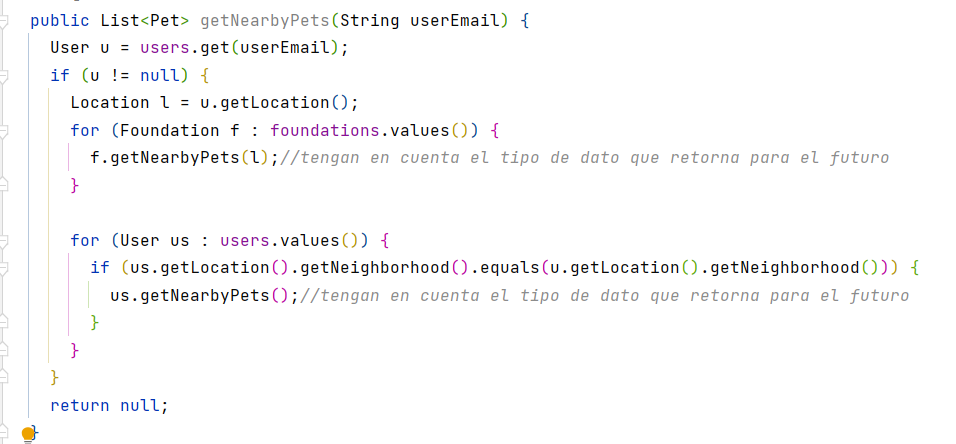 public List<Pet> getNearbyPets(String userEmail) {
  User u = users.get(userEmail);
  if (u != null) {
    Location l = u.getLocation();
    for (Foundation f : foundations.values()) {
      f.getNearbyPets(l);//tengan en cuenta el tipo de dato que retorna para el futuro
    }

    for (User us : users.values()) {
      if (us.getLocation().getNeighborhood().equals(u.getLocation().getNeighborhood())) {
        us.getNearbyPets();//tengan en cuenta el tipo de dato que retorna para el futuro
      }
    }
  }
  return null;
}